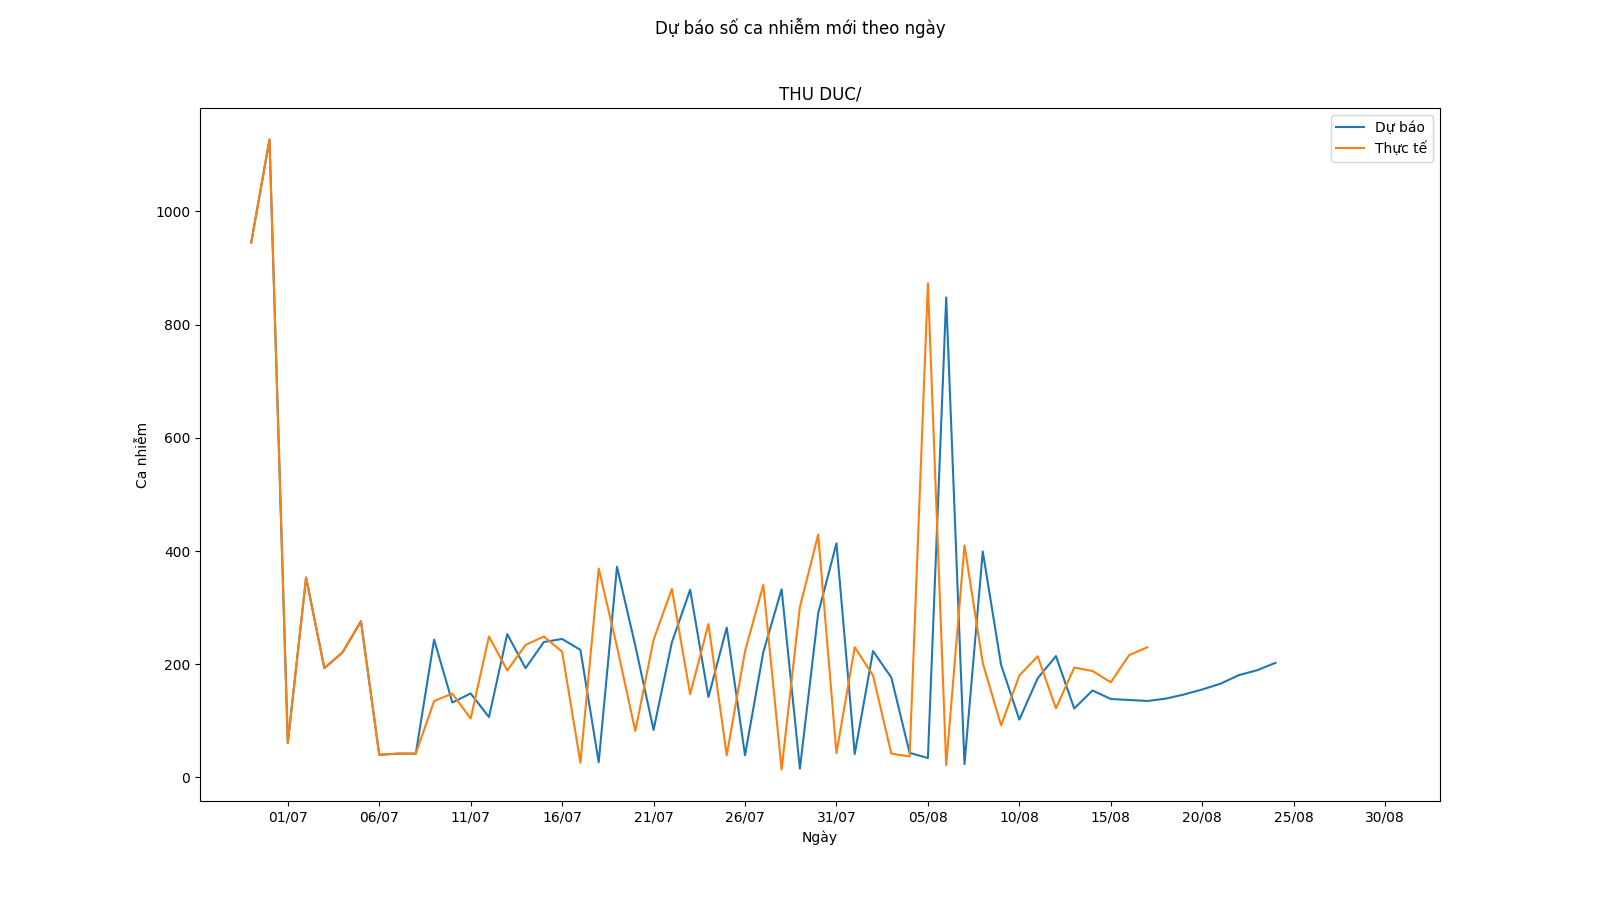 Dự báo số ca nhiễm mới theo ngày
THU DUC/
Dự báo
Thực tế
1000
800
600
400
200
0
Ca nhiễm
01/07 06/07 11/07 16/07 21/07 26/07 31/07 05/08 10/08 15/08 20/08 25/08 30/08
Ngày